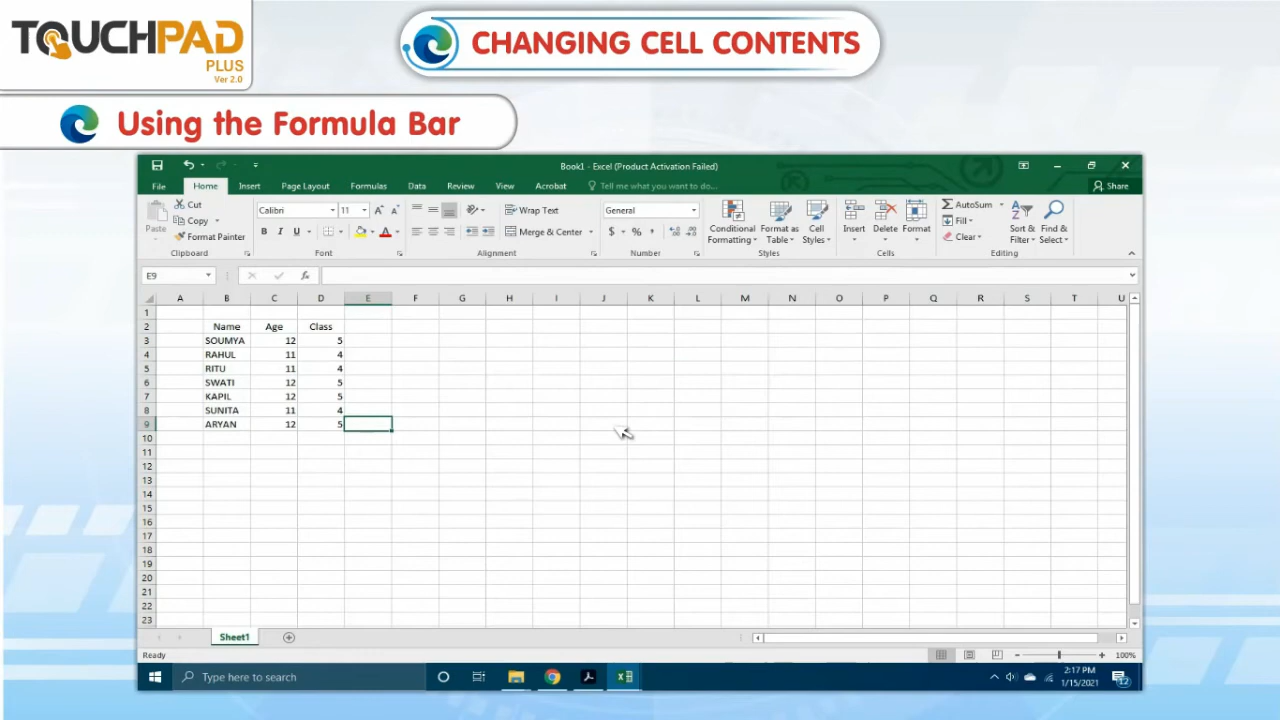 TOUCHPAD
PLUS
Ver 2.0
CHANGING CELL CONTENTS
Using the Formula Bar
Book1 - Excel (Product Activation Failed)
File Home Insert Page Layout Formulas Data Review View Acrobat Tell me what you want to do... Share
Paste
Cut
Copy
Format Painter
Clipboard
Calibri 11
B I U
Font
Wrap Text
Merge & Center
Alignment
General
$ % ,
Number
Conditional Formatting
Format as Table
Cell Styles
Styles
Insert Delete Format
Cells
AutoSum
Fill
Clear
Sort & Filter
Find & Select
Editing
E9 fx
A B C D E F G H I J K L M N O P Q R S T U
1
2 Name Age Class
3 SOUMYA 12 5
4 RAHUL 11 4
5 RITU 11 4
6 SWATI 12 5
7 KAPIL 12 5
8 SUNITA 11 4
9 ARYAN 12 5
10
11
12
13
14
15
16
17
18
19
20
21
22
23
Sheet1
Ready 100%
Type here to search
2:17 PM
1/15/2021
12